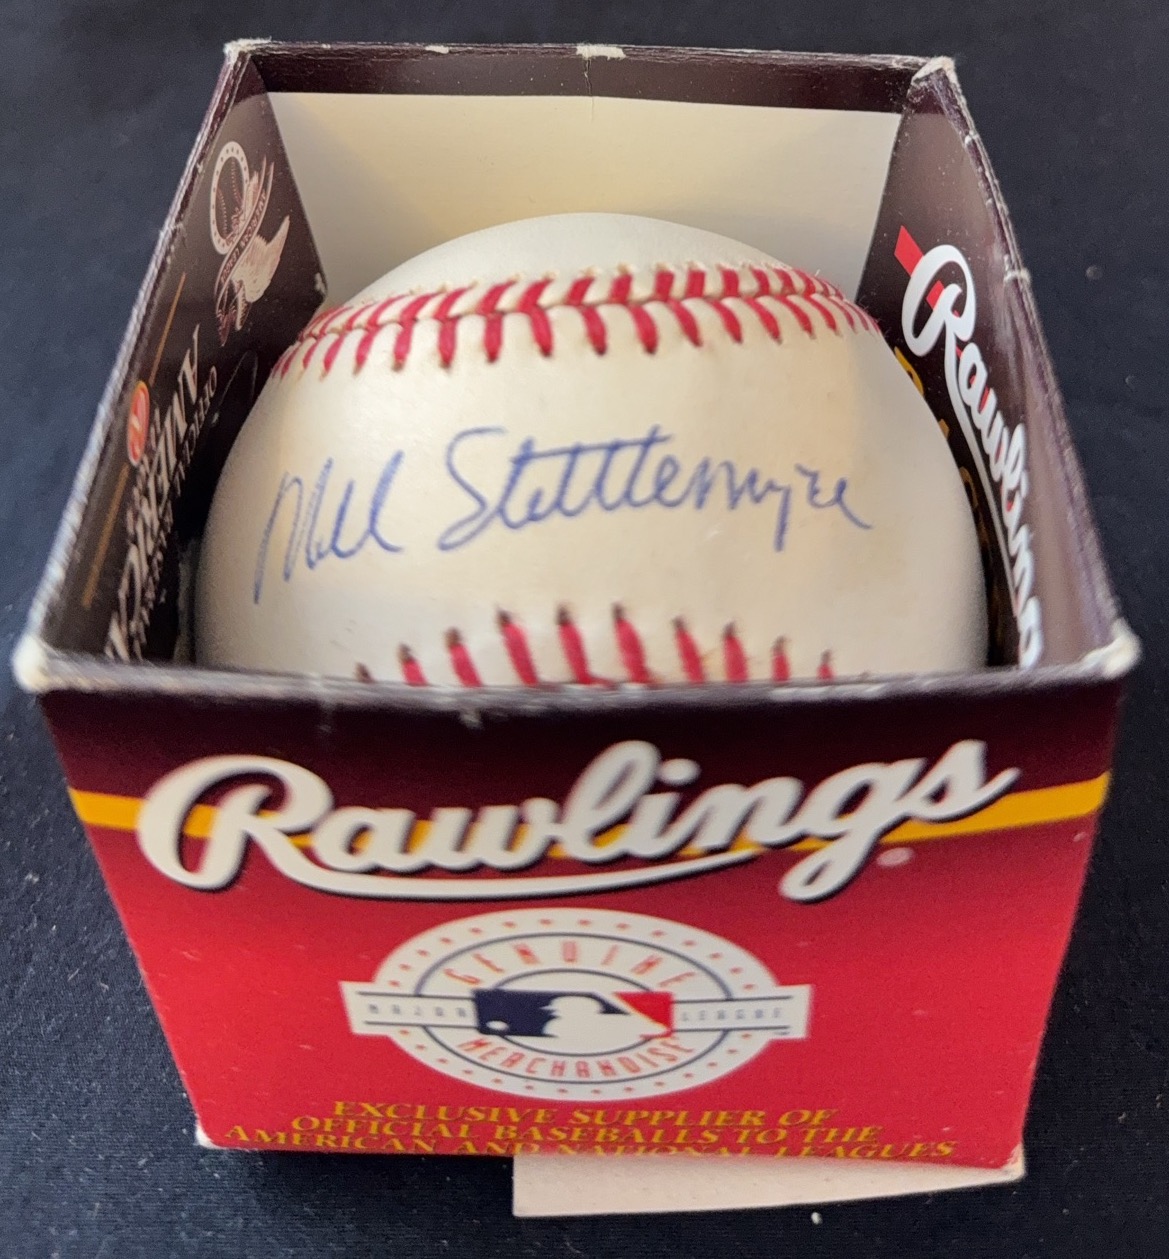 Mel Stottlemyre
Rawlings
Rawlings
GENUINE
MAJOR LEAGUE
MERCHANDISE
EXCLUSIVE SUPPLIER OF
OFFICIAL BASEBALLS TO THE
AMERICAN AND NATIONAL LEAGUES